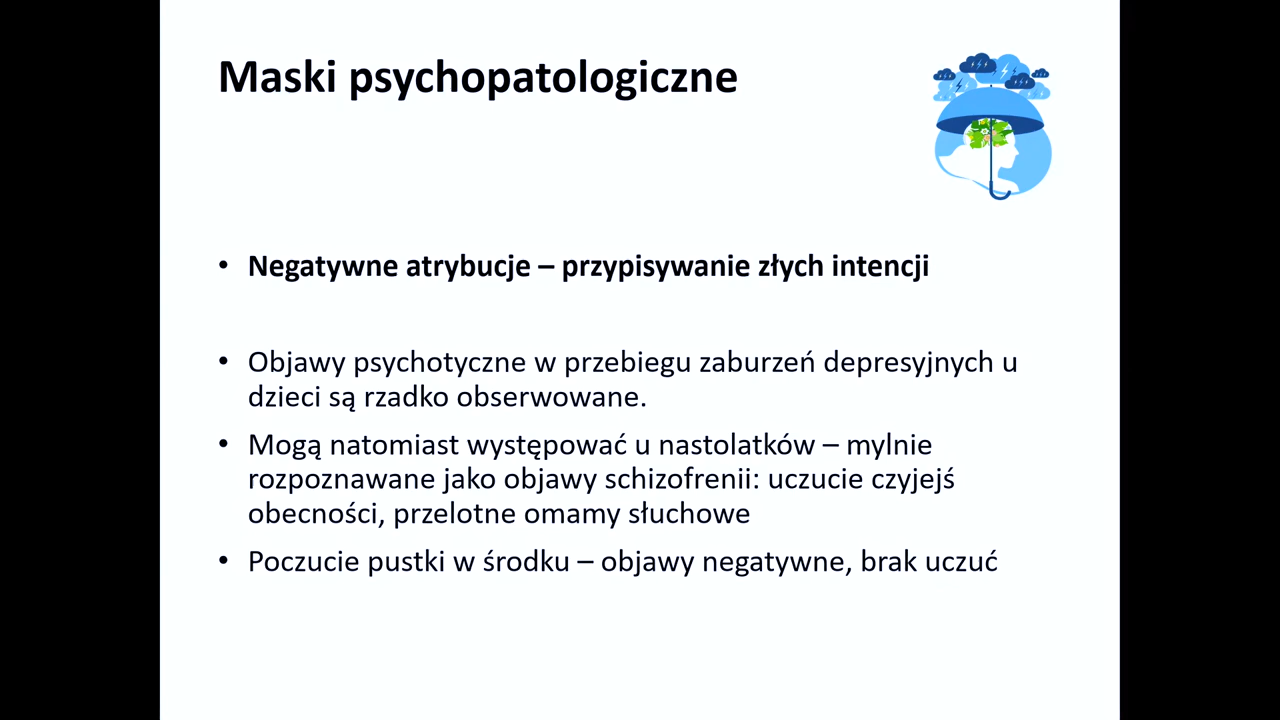 Maski psychopatologiczne
• Negatywne atrybucje – przypisywanie złych intencji
• Objawy psychotyczne w przebiegu zaburzeń depresyjnych u
dzieci są rzadko obserwowane.
• Mogą natomiast występować u nastolatków – mylnie
rozpoznawane jako objawy schizofrenii: uczucie czyjejś
obecności, przelotne omamy słuchowe
• Poczucie pustki w środku – objawy negatywne, brak uczuć